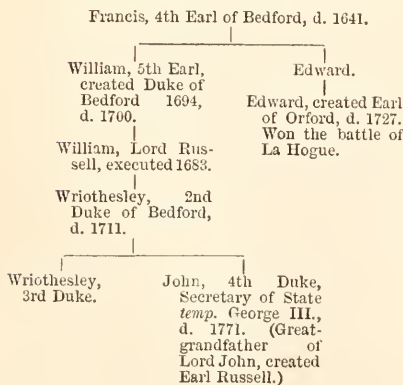 Francis, 4th Earl of Bedford, d. 1641.
William, 5th Earl,
created Duke of
Bedford 1694,
d. 1700.
William, Lord Rus-
sell, executed 1683.
Wriothesley, 2nd
Duke of Bedford,
d. 1711.
Edward.
Edward, created Earl
of Orford, d. 1727.
Won the battle of
La Hogue.
Wriothesley,
3rd Duke.
John, 4th Duke,
Secretary of State
temp. George III.,
d. 1771. (Great-
grandfather of
Lord John, created
Earl Russell.)